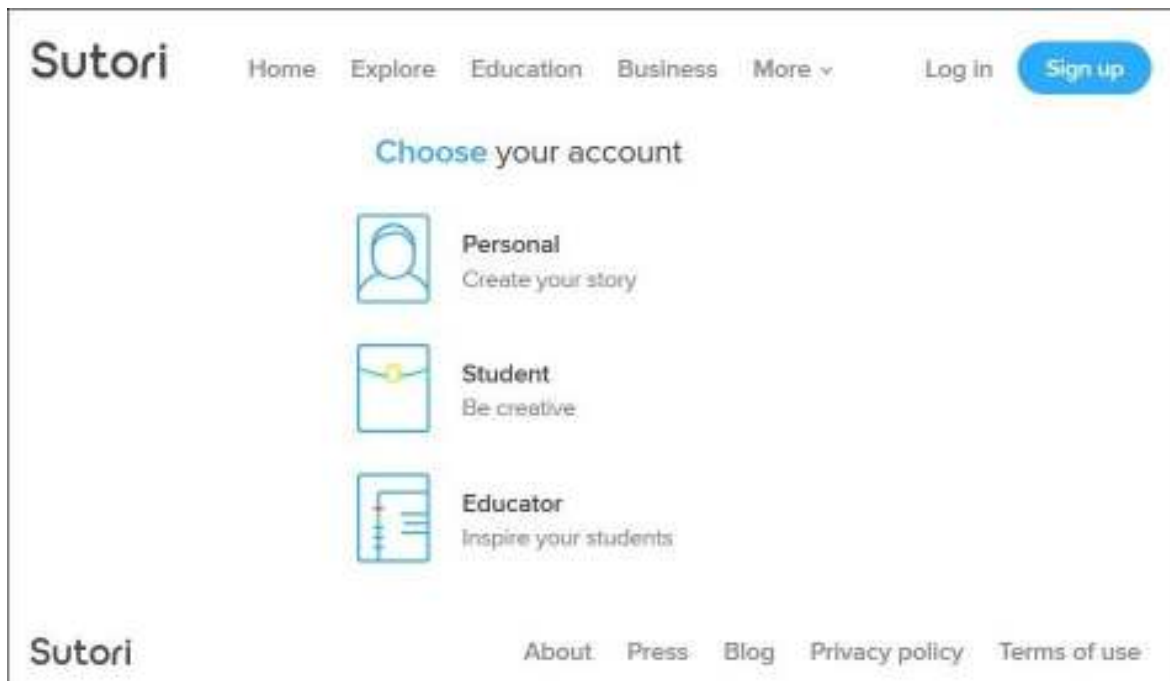 Sutori Home Explore Education Business More Log in Sign up
Choose your account
Personal
Create your story
Student
Be creative
Educator
Inspire your students
Sutori About Press Blog Privacy policy Terms of use